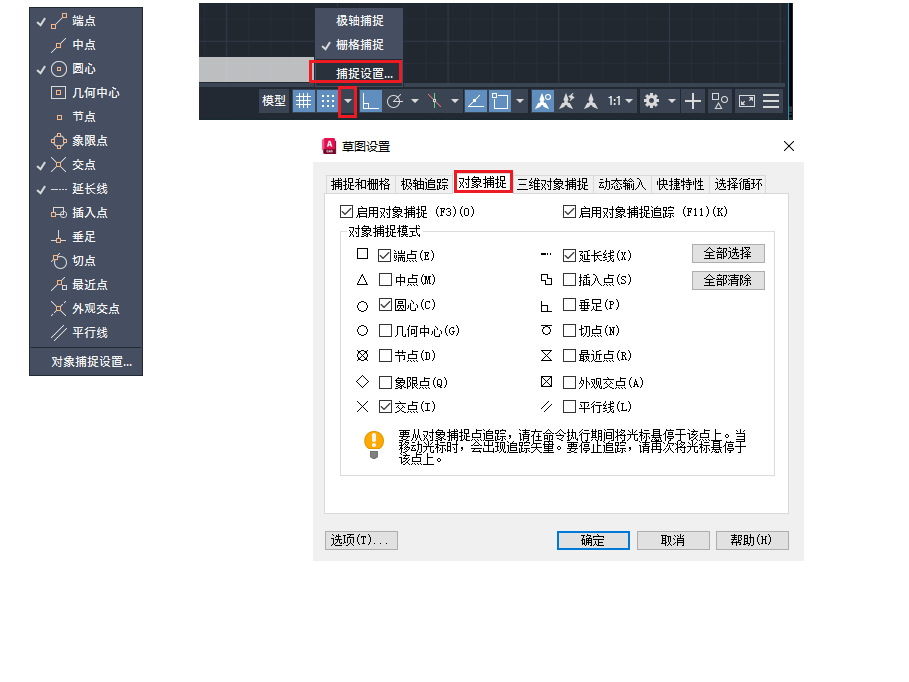 端点
中点
圆心
几何中心
节点
象限点
交点
延长线
插入点
垂足
切点
最近点
外观交点
平行线
对象捕捉设置...
极轴捕捉
栅格捕捉
捕捉设置...
模型
1:1
草图设置
捕捉和栅格 极轴追踪 对象捕捉 三维对象捕捉 动态输入 快捷特性 选择循环
启用对象捕捉 (F3)(O) 启用对象捕捉追踪 (F11)(K)
对象捕捉模式
端点(E) 延长线(X) 全部选择
中点(M) 插入点(S) 全部清除
圆心(C) 垂足(P)
几何中心(G) 切点(N)
节点(D) 最近点(R)
象限点(Q) 外观交点(A)
交点(I) 平行线(L)
要从对象捕捉点追踪，请在命令执行期间将光标悬停于该点上。当
移动光标时，会出现追踪矢量。要停止追踪，请再次将光标悬停于
该点上。
选项(T)... 确定 取消 帮助(H)